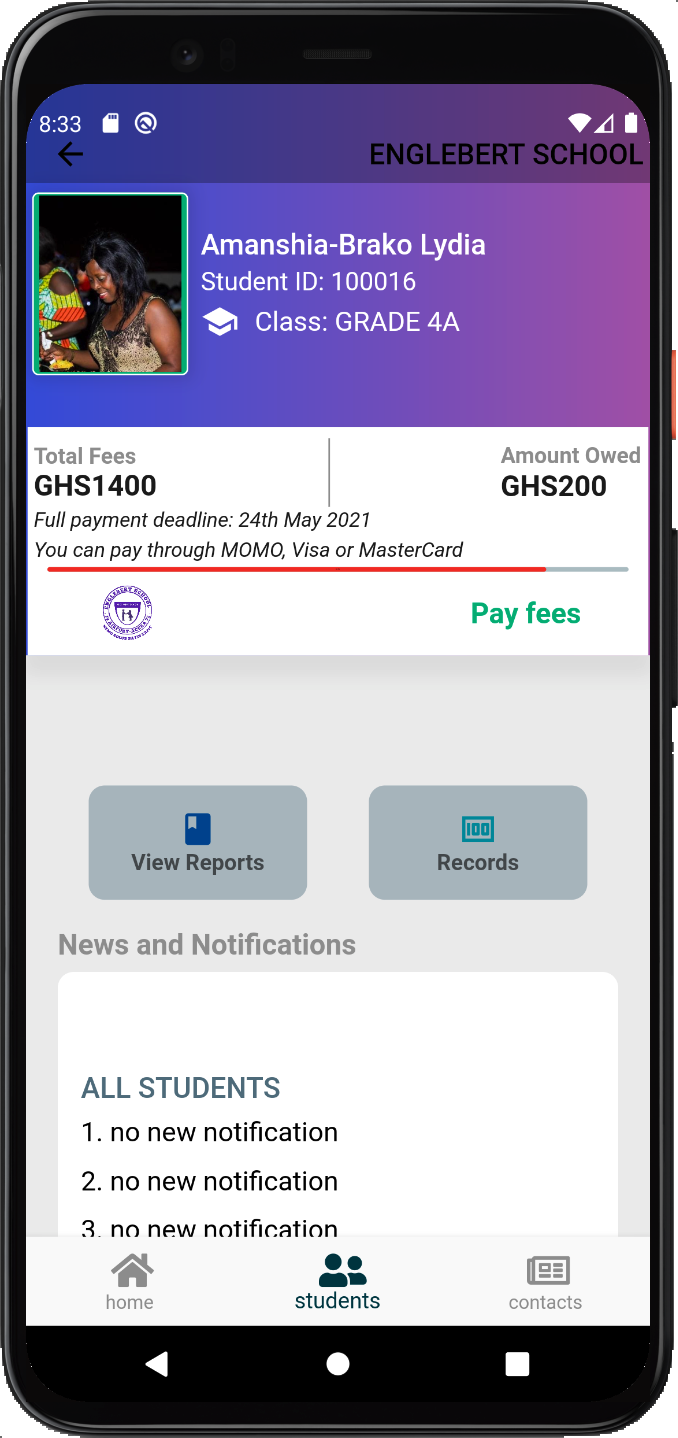 8:33
ENGLEBERT SCHOOL
Amanshia-Brako Lydia
Student ID: 100016
Class: GRADE 4A
Total Fees
Amount Owed
GHS1400
GHS200
Full payment deadline: 24th May 2021
You can pay through MOMO, Visa or MasterCard
Pay fees
View Reports
100
Records
News and Notifications
ALL STUDENTS
1. no new notification
2. no new notification
3. no new notification
home
students
contacts